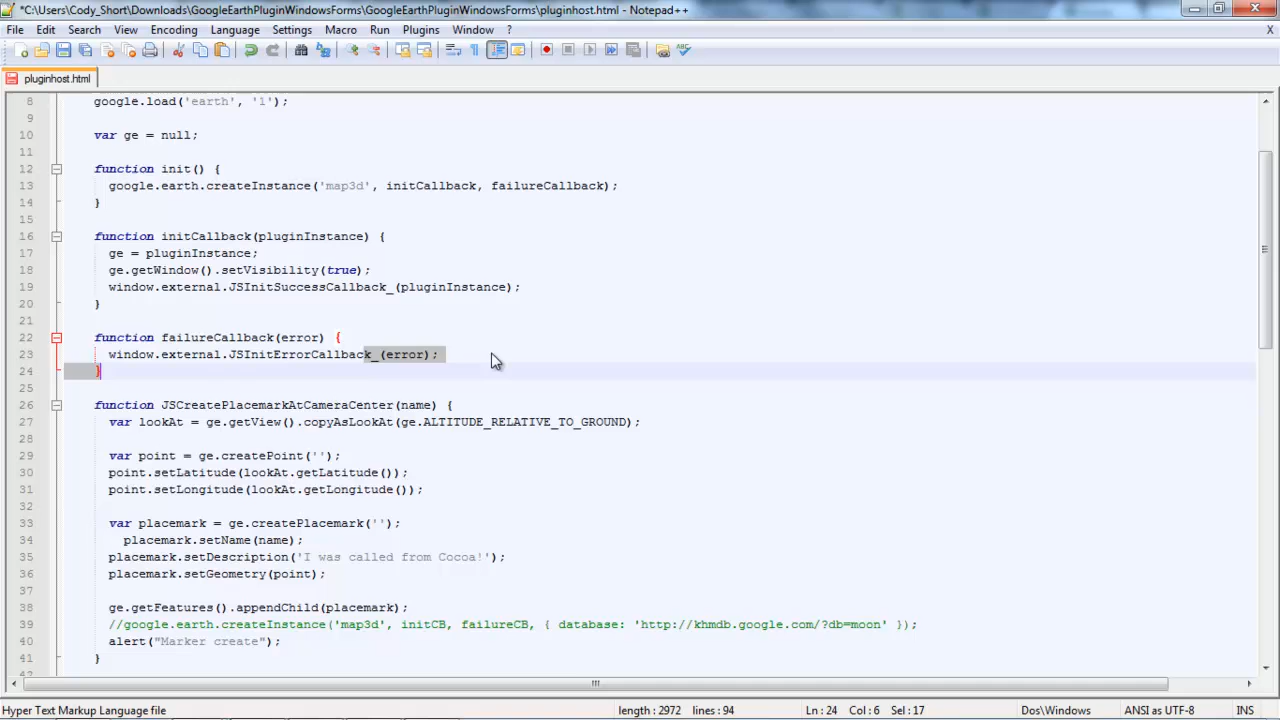 *C:\Users\Cody_Short\Downloads\GoogleEarthPluginWindowsForms\GoogleEarthPluginWindowsForms\pluginhost.html - Notepad++
File Edit Search View Encoding Language Settings Macro Run Plugins Window ? X
pluginhost.html
8 google.load('earth', '1');
9
10 var ge = null;
11
12 function init() {
13 google.earth.createInstance('map3d', initCallback, failureCallback);
14 }
15
16 function initCallback(pluginInstance) {
17 ge = pluginInstance;
18 ge.getWindow().setVisibility(true);
19 window.external.JSInitSuccessCallback_(pluginInstance);
20 }
21
22 function failureCallback(error) {
23 window.external.JSInitErrorCallback_(error);
24 }
25
26 function JSCreatePlacemarkAtCameraCenter(name) {
27 var lookAt = ge.getView().copyAsLookAt(ge.ALTITUDE_RELATIVE_TO_GROUND);
28
29 var point = ge.createPoint('');
30 point.setLatitude(lookAt.getLatitude());
31 point.setLongitude(lookAt.getLongitude());
32
33 var placemark = ge.createPlacemark('');
34 placemark.setName(name);
35 placemark.setDescription('I was called from Cocoa!');
36 placemark.setGeometry(point);
37
38 ge.getFeatures().appendChild(placemark);
39 //google.earth.createInstance('map3d', initCB, failureCB, { database: 'http://khmdb.google.com/?db=moon' });
40 alert("Marker create");
41 }
42
Hyper Text Markup Language file length : 2972 lines : 94 Ln : 24 Col : 6 Sel : 17 Dos\Windows ANSI as UTF-8 INS